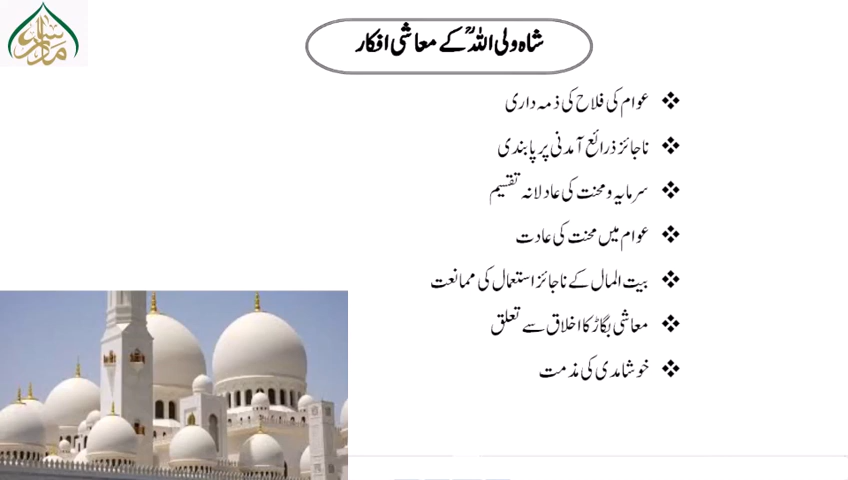 شاہ ولی اللہؒ کے معاشی افکار
عوام کی فلاح کی ذمہ داری
ناجائز ذرائع آمدنی پر پابندی
سرمایہ و محنت کی عادلانہ تقسیم
عوام میں محنت کی عادت
بیت المال کے ناجائز استعمال کی ممانعت
معاشی بگاڑ کا اخلاق سے تعلق
خوشامدی کی مذمت